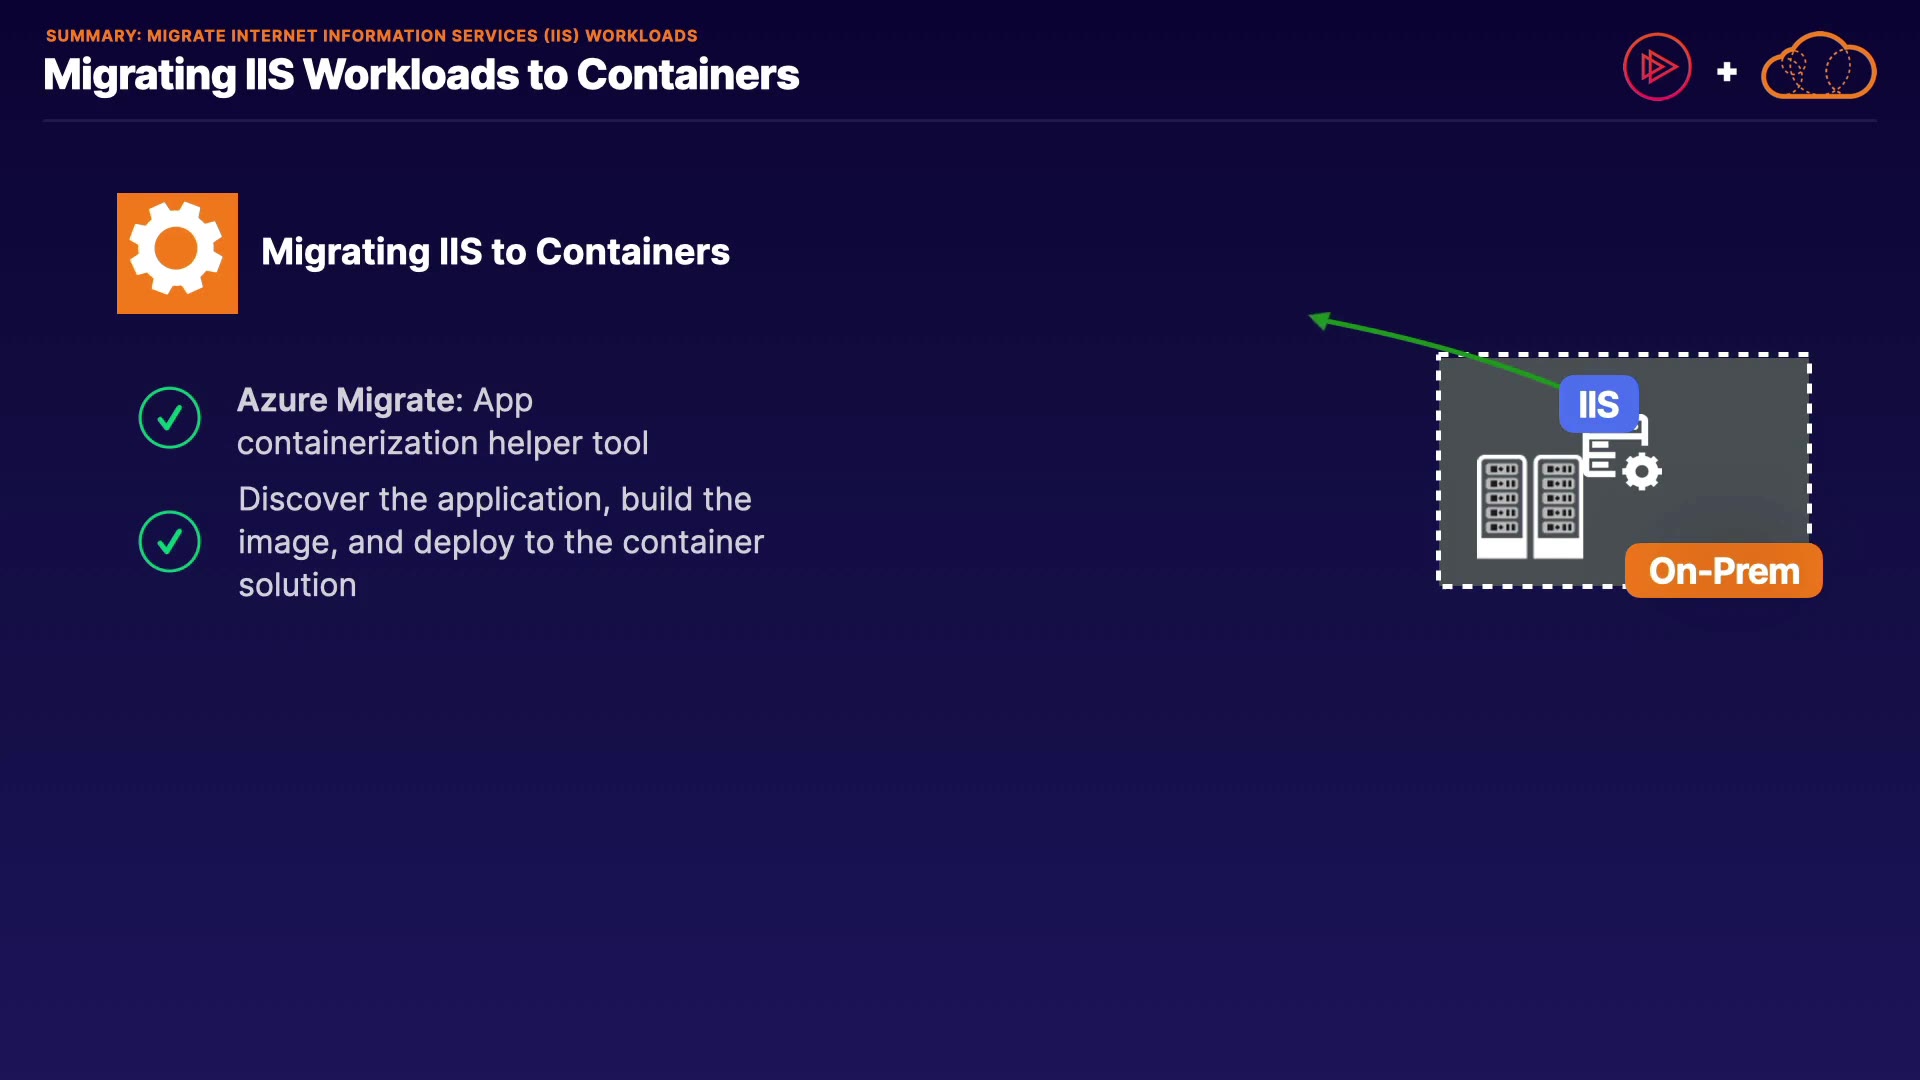 SUMMARY: MIGRATE INTERNET INFORMATION SERVICES (IIS) WORKLOADS
Migrating IIS Workloads to Containers
Migrating IIS to Containers
Azure Migrate: App
containerization helper tool
Discover the application, build the
image, and deploy to the container
solution
IIS
On-Prem